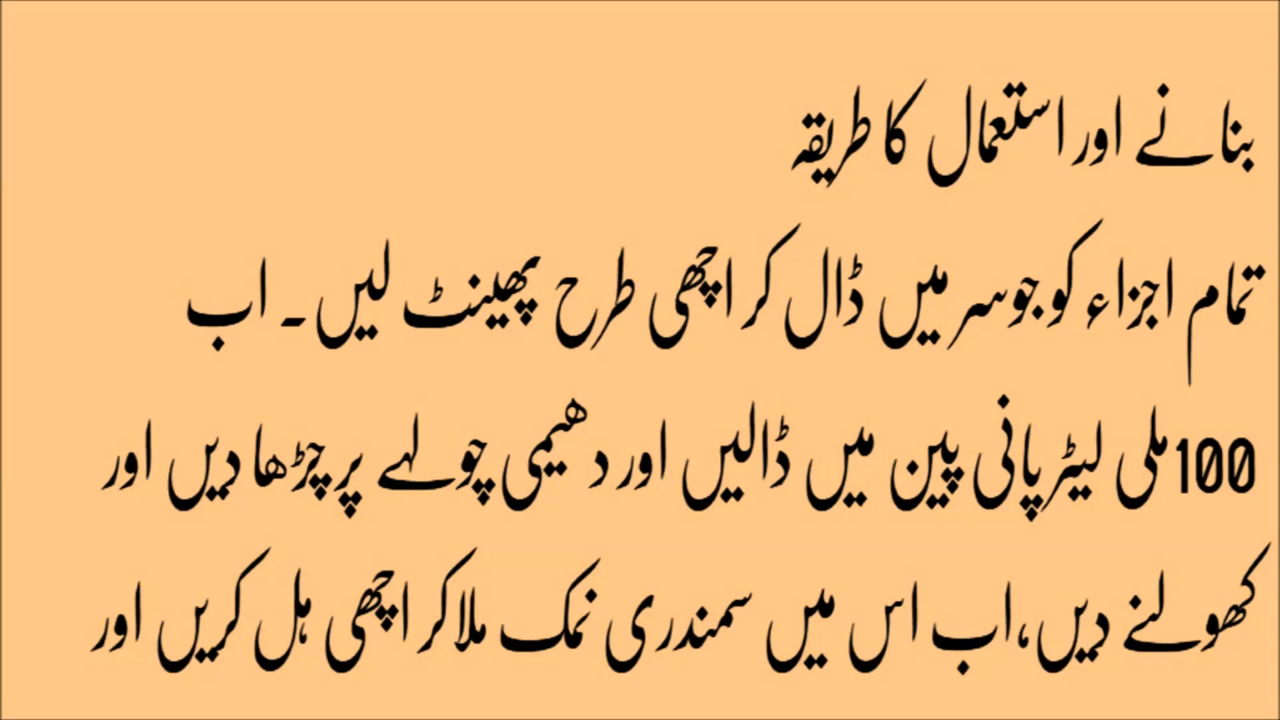 بنانے اور استعمال کا طریقہ
تمام اجزاء کو جوسر میں ڈال کر اچھی طرح پھینٹ لیں۔ اب
100 ملی لیٹر پانی پین میں ڈالیں اور دھیمی چولہے پر چڑھا دیں اور
کھولنے دیں، اب اس میں سمندری نمک ملا کر اچھی ہل کریں اور